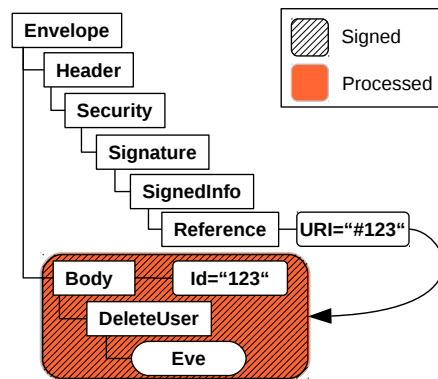 Envelope
Signed
Header
Processed
Security
Signature
SignedInfo
Reference
URI=“#123“
Body
Id=“123“
DeleteUser
Eve